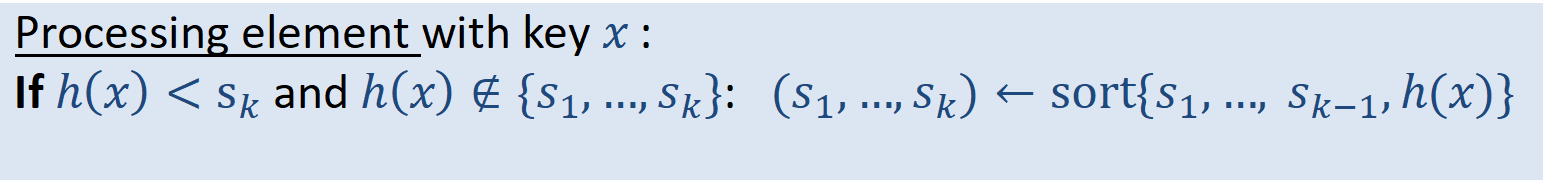 Processing element with key x :
If h(x) < s_k and h(x) ∉ {s_1, …, s_k}: (s_1, …, s_k) ← sort{s_1, …, s_{k−1}, h(x)}